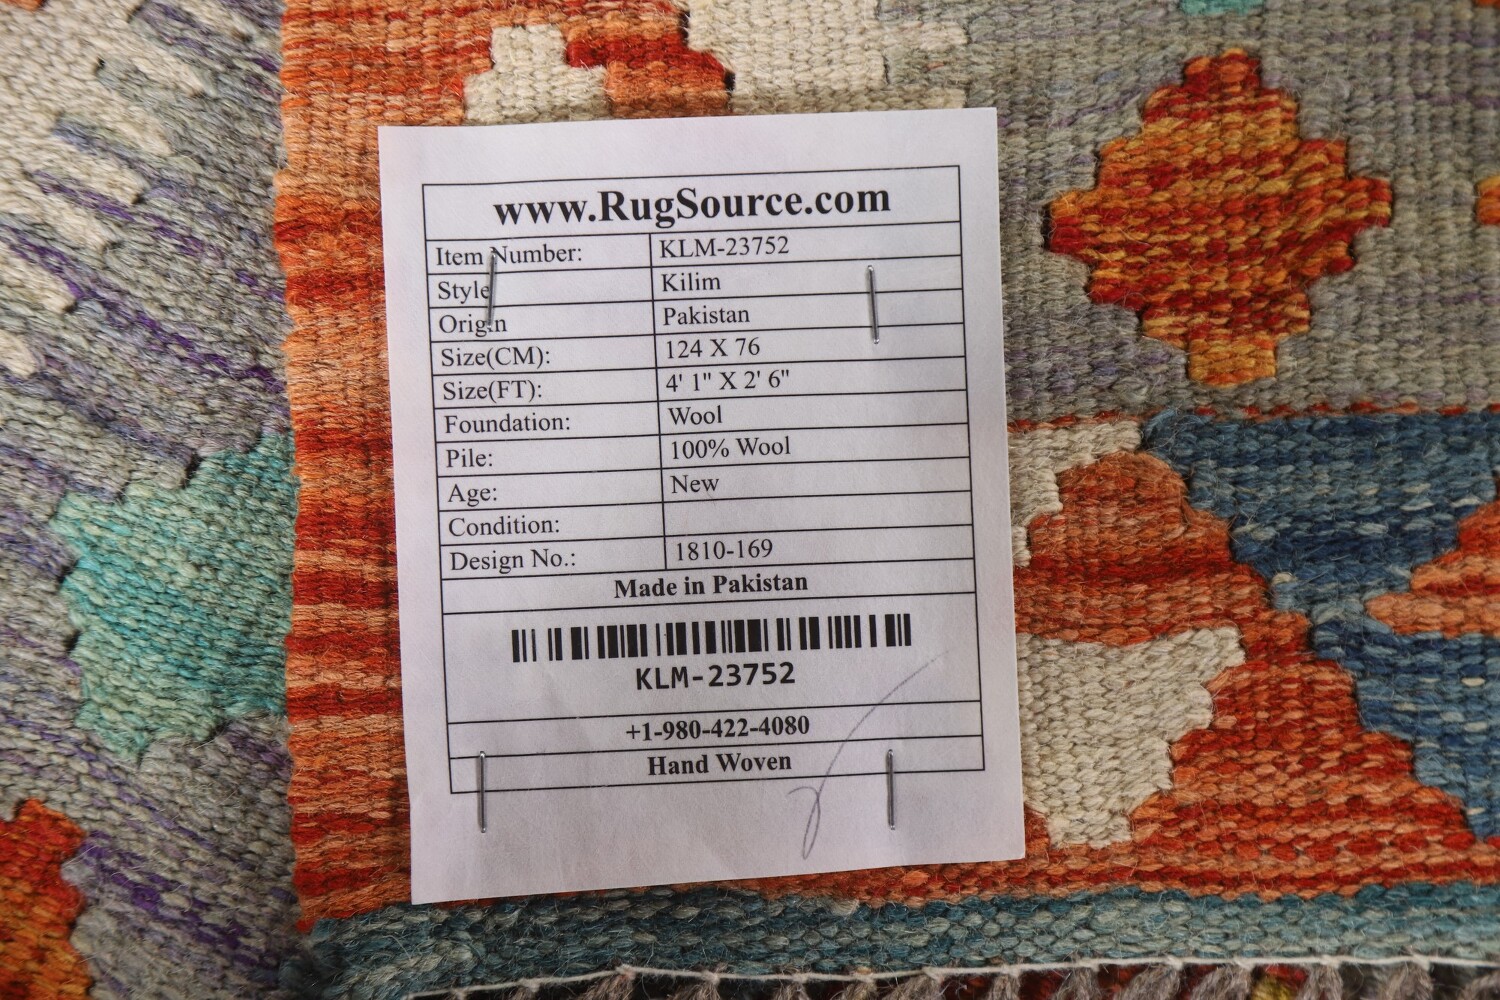 www.RugSource.com
Item Number: KLM-23752
Style Kilim
Origin Pakistan
Size(CM): 124 X 76
Size(FT): 4' 1" X 2' 6"
Foundation: Wool
Pile: 100% Wool
Age: New
Condition:
Design No.: 1810-169
Made in Pakistan
KLM-23752
+1-980-422-4080
Hand Woven